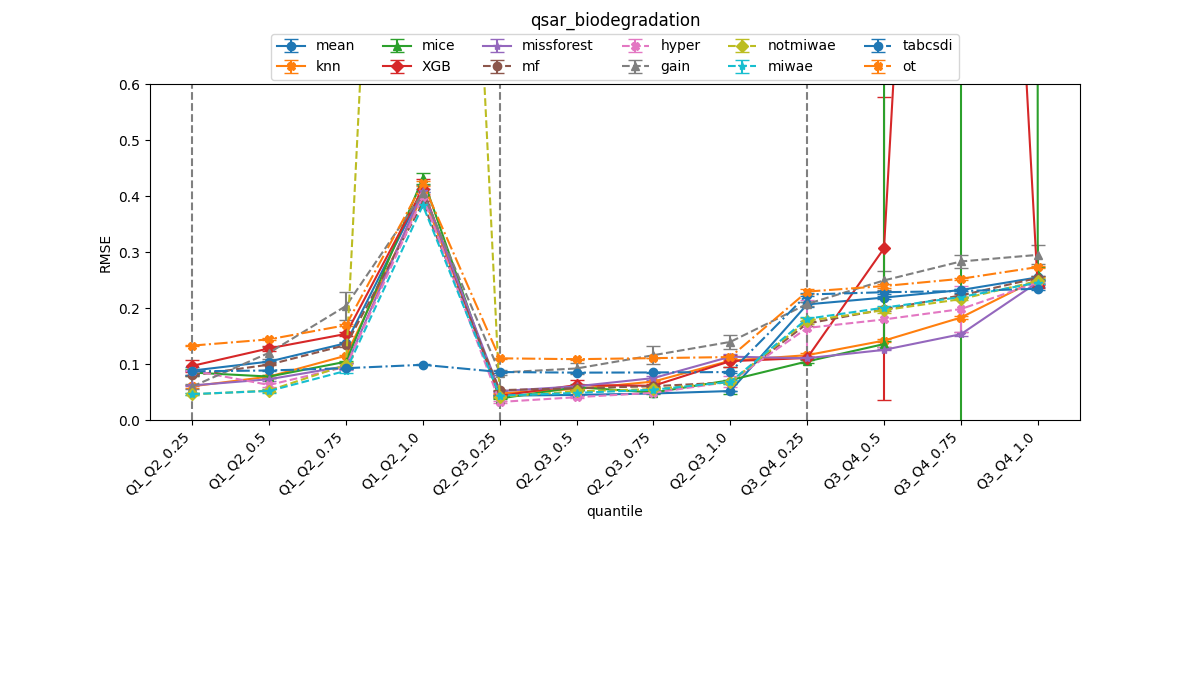 qsar_biodegradation
mean mice missforest hyper notmiwae tabcsdi
knn XGB mf gain miwae ot
0.6
0.5
0.4
0.3
0.2
0.1
0.0
RMSE
Q1_Q2_0.25
Q1_Q2_0.5
Q1_Q2_0.75
Q1_Q2_1.0
Q2_Q3_0.25
Q2_Q3_0.5
Q2_Q3_0.75
Q2_Q3_1.0
Q3_Q4_0.25
Q3_Q4_0.5
Q3_Q4_0.75
Q3_Q4_1.0
quantile